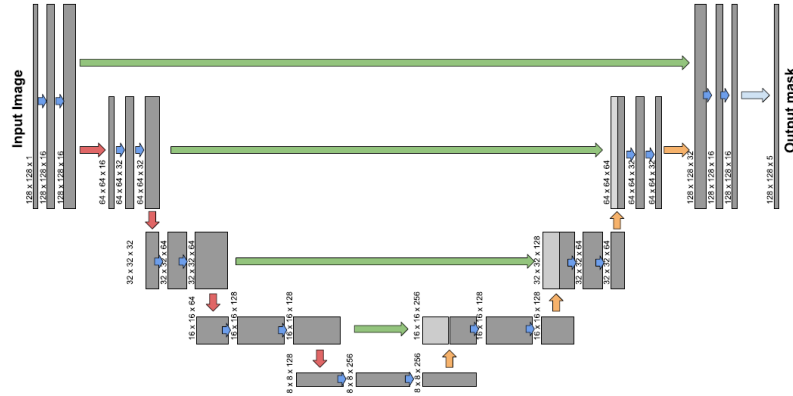 Input Image
128 x 128 x 1
128 x 128 x 16
128 x 128 x 16
64 x 64 x 16
64 x 64 x 32
64 x 64 x 32
32 x 32 x 32
32 x 32 x 64
32 x 32 x 64
16 x 16 x 64
16 x 16 x 128
16 x 16 x 128
8 x 8 x 128
8 x 8 x 256
8 x 8 x 256
16 x 16 x 256
16 x 16 x 128
16 x 16 x 128
32 x 32 x 128
32 x 32 x 64
32 x 32 x 64
64 x 64 x 64
64 x 64 x 32
64 x 64 x 32
128 x 128 x 32
128 x 128 x 16
128 x 128 x 16
128 x 128 x 5
Output mask